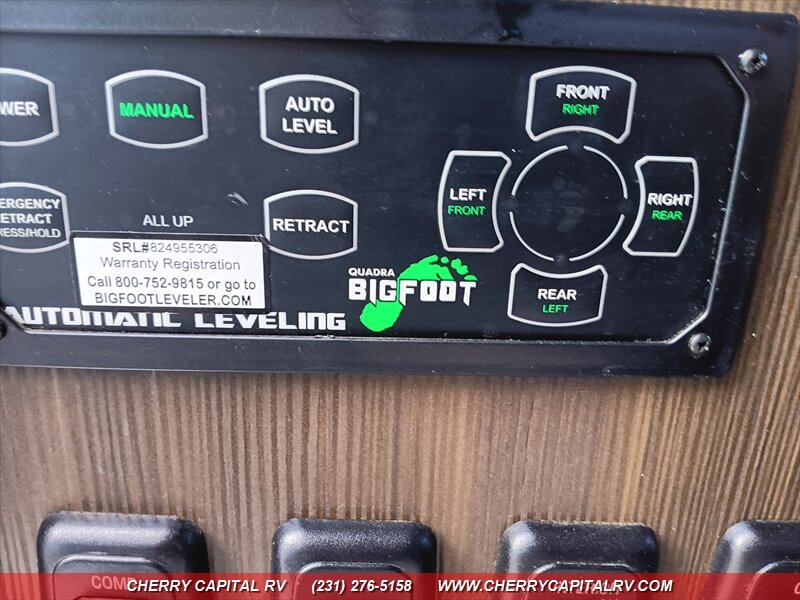 WER
MANUAL
AUTO
LEVEL
FRONT
RIGHT
LEFT
FRONT
RIGHT
REAR
ERGENCY
ETRACT
RESS/HOLD
ALL UP
RETRACT
SRL#824955306
Warranty Registration
Call 800-752-9815 or go to
BIGFOOTLEVELER.COM
QUADRA
BIGFOOT
REAR
LEFT
AUTOMATIC LEVELING
CHERRY CAPITAL RV (231) 276-5158 WWW.CHERRYCAPITALRV.COM